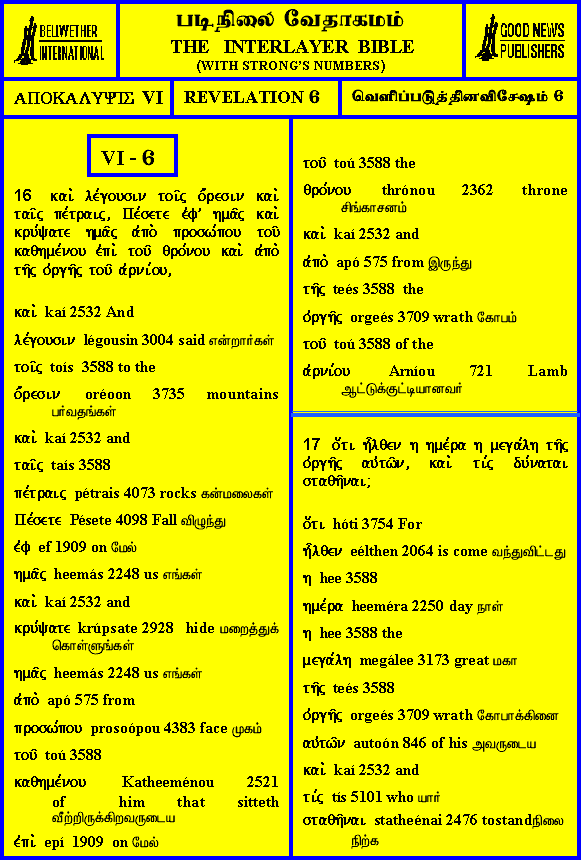 BELLWETHER
INTERNATIONAL
படி.நிலை வேதாகமம்
THE INTERLAYER BIBLE
(WITH STRONG'S NUMBERS)
GOOD NEWS
PUBLISHERS
ΑΠΟΚΑΛΥΨΙΣ VI
REVELATION 6
வெளிப்படுத்தினவிசேஷம் 6
VI - 6
16 καὶ λέγουσιν τοῖς ὄρεσιν καὶ
ταῖς πέτραις, Πέσετε ἐφ' ημᾶς καὶ
κρύψατε ημᾶς ἀπὸ προσώπου τοῦ
καθημένου ἐπὶ τοῦ θρόνου καὶ ἀπὸ
τῆς ὀργῆς τοῦ ἀρνίου,
καὶ kaí 2532 And
λέγουσιν légousin 3004 said என்றார்கள்
τοῖς toís 3588 to the
ὄρεσιν oréoon 3735 mountains
பர்வதங்கள்
καὶ kaí 2532 and
ταῖς taís 3588
πέτραις pétrais 4073 rocks கன்மலைகள்
Πέσετε Pésete 4098 Fall விழுந்து
ἐφ ef 1909 on மேல்
ημᾶς heemás 2248 us எங்கள்
καὶ kaí 2532 and
κρύψατε krúpsate 2928 hide மறைத்துக்
கொள்ளுங்கள்
ημᾶς heemás 2248 us எங்கள்
ἀπὸ apó 575 from
προσώπου prosoópou 4383 face முகம்
τοῦ toú 3588
καθημένου Katheeménou 2521
of him that sitteth
வீற்றிருக்கிறவருடைய
ἐπὶ epí 1909 on மேல்
τοῦ toú 3588 the
θρόνου thrónou 2362 throne
சிங்காசனம்
καὶ kaí 2532 and
ἀπὸ apó 575 from இருந்து
τῆς teés 3588 the
ὀργῆς orgeés 3709 wrath கோபம்
τοῦ toú 3588 of the
ἀρνίου Arníou 721 Lamb
ஆட்டுக்குட்டியானவர்
17 ὅτι ἦλθεν η ημέρα η μεγάλη τῆς
ὀργῆς αὐτῶν, καὶ τίς δύναται
σταθῆναι;
ὅτι hóti 3754 For
ἦλθεν eélthen 2064 is come வந்துவிட்டது
η hee 3588
ημέρα heeméra 2250 day நாள்
η hee 3588 the
μεγάλη megálee 3173 great மகா
τῆς teés 3588
ὀργῆς orgeés 3709 wrath கோபாக்கினை
αὐτῶν autoón 846 of his அவருடைய
καὶ kaí 2532 and
τίς tís 5101 who யார்
σταθῆναι statheénai 2476 tostandநிலை
நிற்க